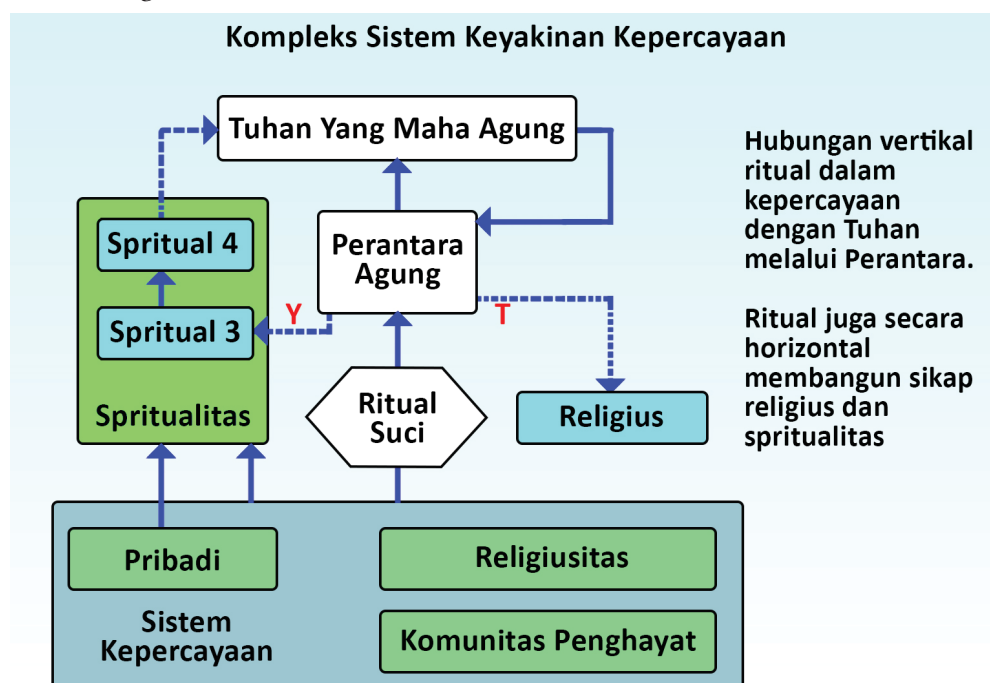 Kompleks Sistem Keyakinan Kepercayaan
Tuhan Yang Maha Agung
Spritual 4
Perantara
Agung
Y
T
Spritual 3
Spritualitas
Ritual
Suci
Religius
Hubungan vertikal
ritual dalam
kepercayaan
dengan Tuhan
melalui Perantara.
Ritual juga secara
horizontal
membangun sikap
religius dan
spritualitas
Pribadi
Religiusitas
Sistem
Kepercayaan
Komunitas Penghayat